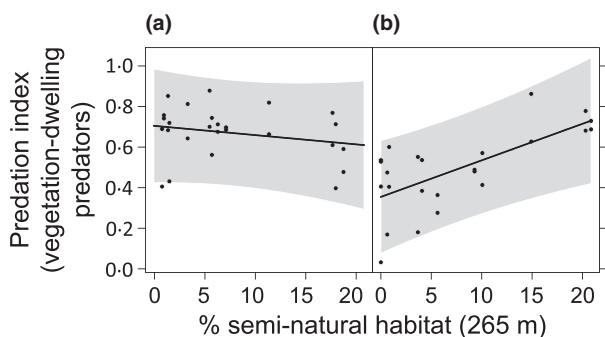 (a)
(b)
Predation index
(vegetation-dwelling
predators)
1·0
0·8
0·6
0·4
0·2
0·0
0 5 10 15 20
0 5 10 15 20
% semi-natural habitat (265 m)